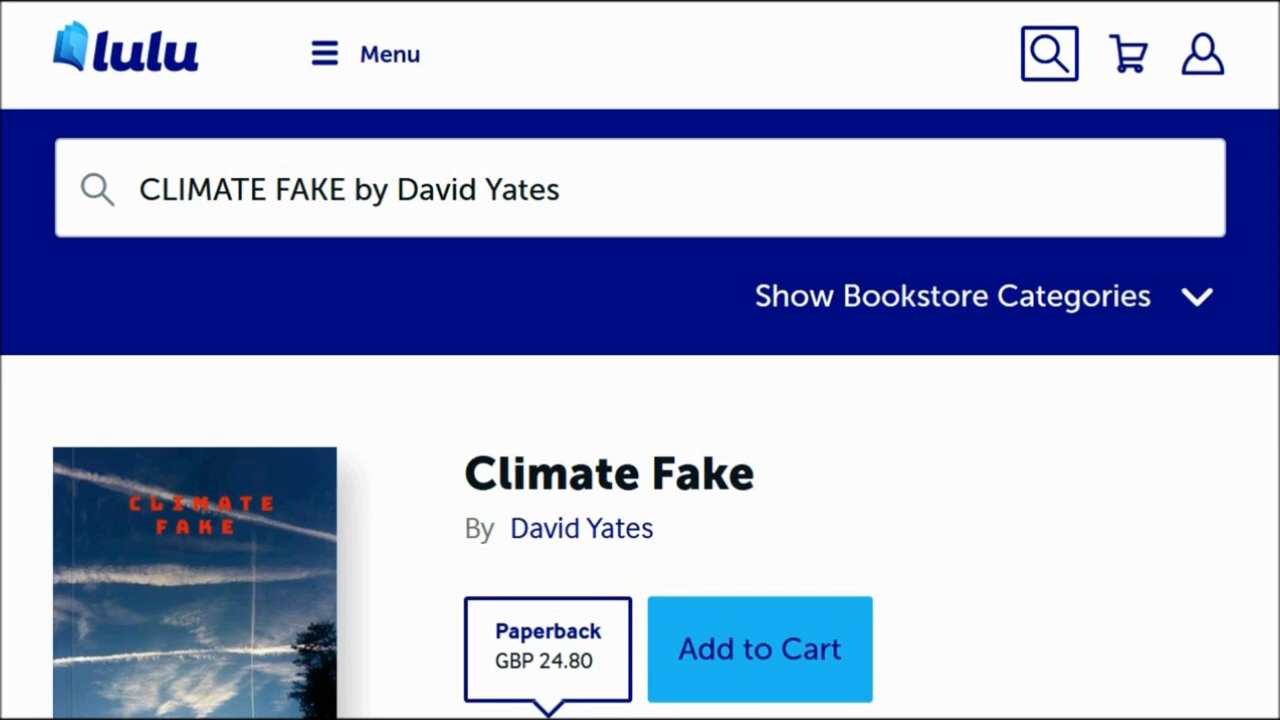 lulu
Menu
CLIMATE FAKE by David Yates
Show Bookstore Categories
CLIMATE
FAKE
Climate Fake
By David Yates
Paperback
GBP 24.80
Add to Cart